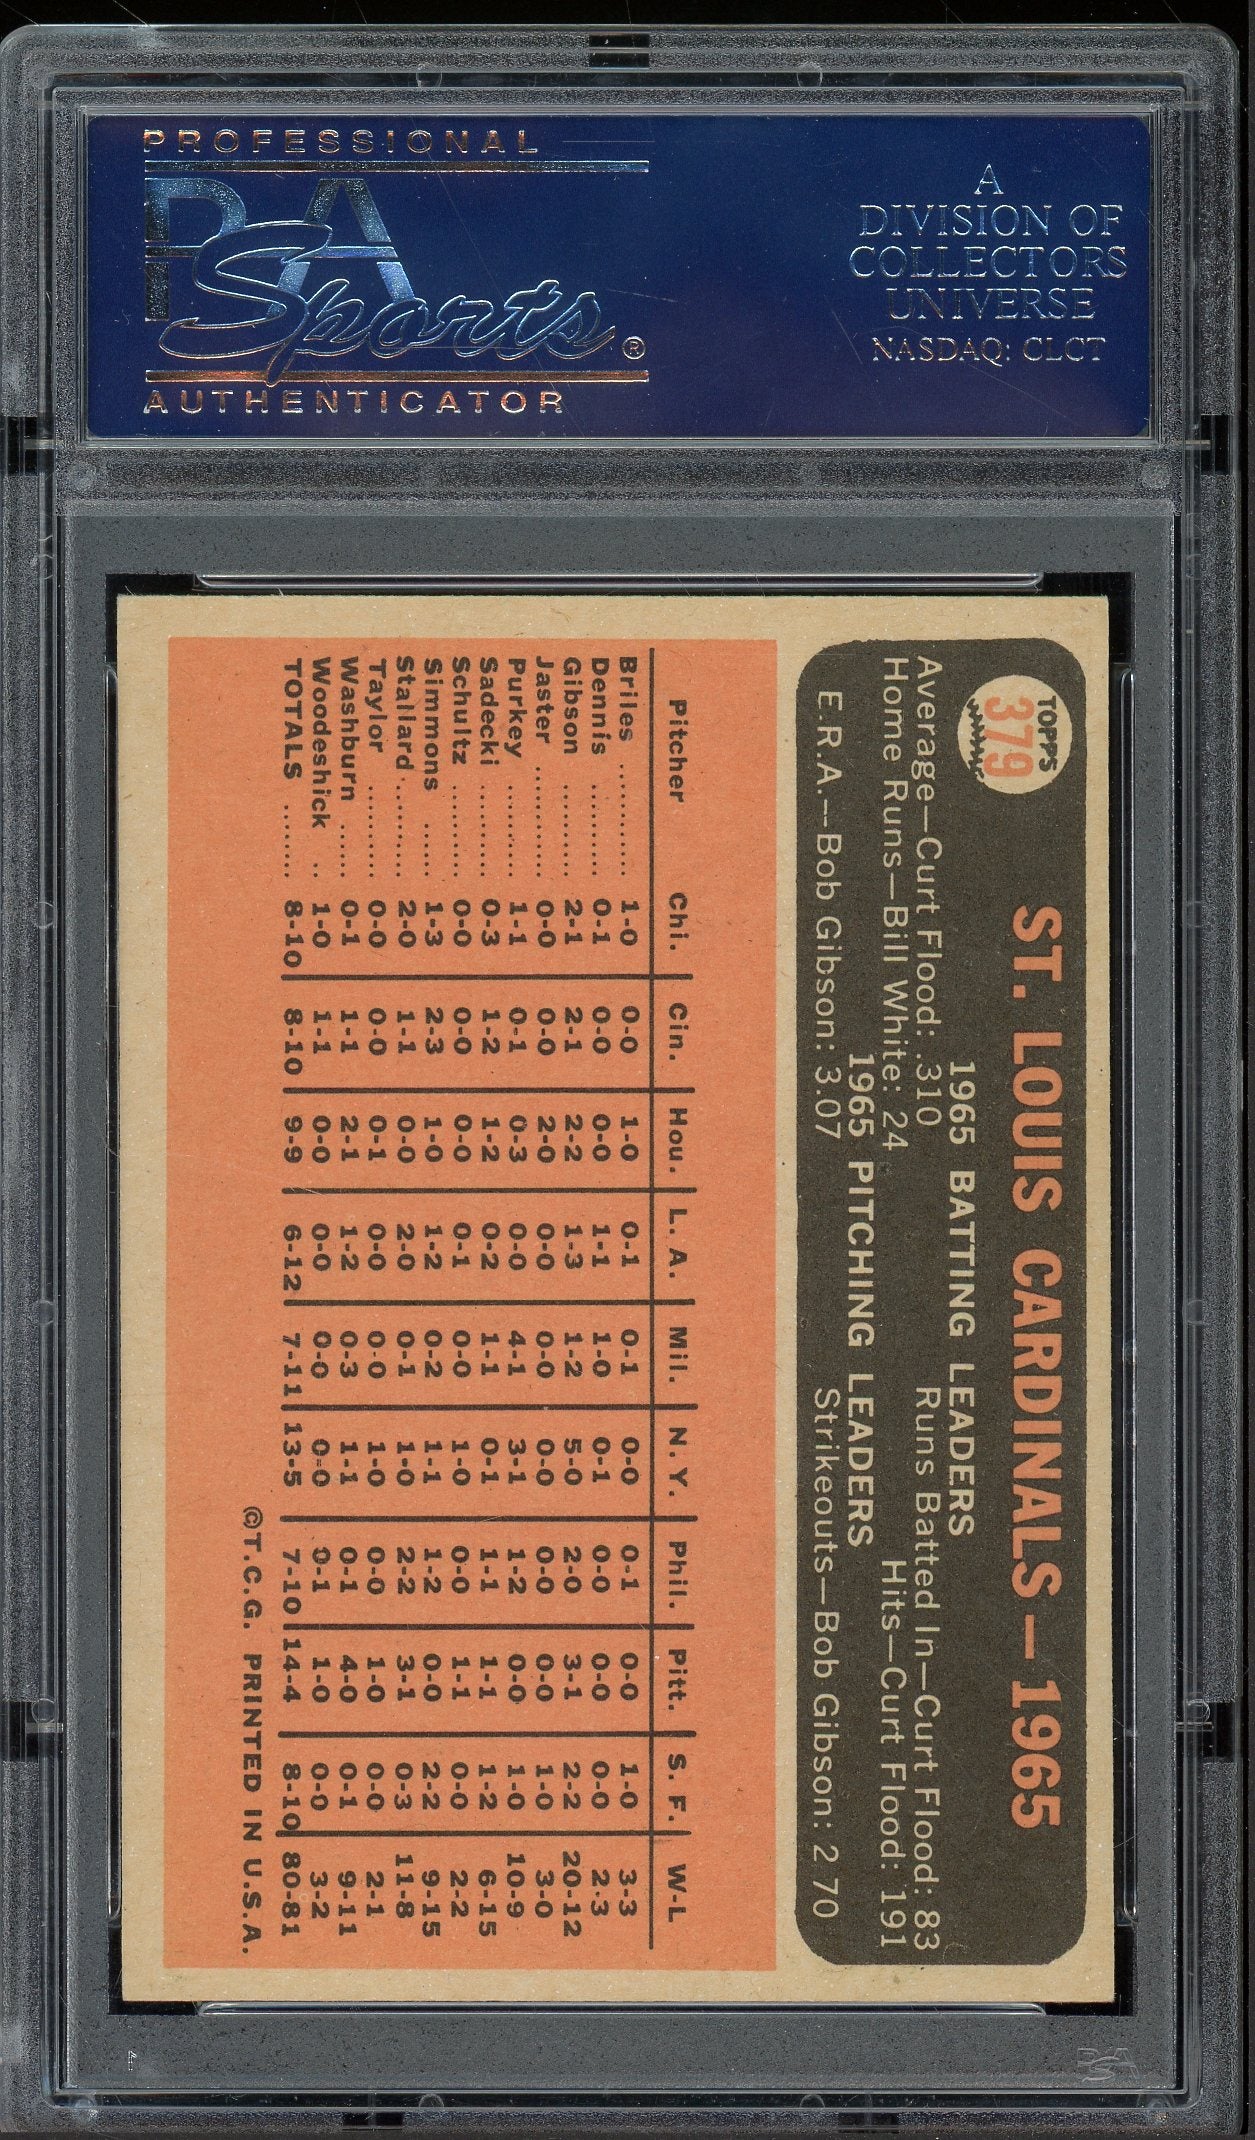 PROFESSIONAL
PSA
Sports®
AUTHENTICATOR
A
DIVISION OF
COLLECTORS
UNIVERSE
NASDAQ: CLCT
TOPPS
379
ST. LOUIS CARDINALS—1965
1965 BATTING LEADERS
Average—Curt Flood: .310 Runs Batted In—Curt Flood: 83
Home Runs—Bill White: 24 Hits—Curt Flood: 191
1965 PITCHING LEADERS
E.R.A.—Bob Gibson: 3.07 Strikeouts—Bob Gibson: 2 70
Pitcher Chi. Cin. Hou. L. A. Mil. N. Y. Phil. Pitt. S. F. W-L
Briles .......... 1-0 0-0 1-0 0-1 0-1 0-0 0-1 0-0 1-0 3-3
Dennis ......... 0-1 0-0 0-0 1-1 1-0 0-1 0-0 0-0 0-0 2-3
Gibson ......... 2-1 2-1 2-2 1-3 1-2 5-0 2-0 3-1 2-2 20-12
Jaster .......... 0-0 0-0 2-0 0-0 0-0 0-0 0-0 0-0 1-0 3-0
Purkey ......... 1-1 0-1 0-3 0-0 4-1 3-1 1-2 0-0 1-0 10-9
Sadecki ........ 0-3 1-2 1-2 0-2 1-1 0-1 1-1 1-1 1-2 6-15
Schultz ........ 0-0 0-0 0-0 0-1 0-0 1-0 0-0 1-1 0-0 2-2
Simmons ..... 1-3 2-3 1-0 1-2 0-2 1-1 1-2 0-0 2-2 9-15
Stallard ........ 2-0 1-1 0-0 2-0 0-1 1-0 2-2 3-1 0-3 11-8
Taylor ......... 0-0 0-0 0-1 0-0 0-0 1-0 0-0 1-0 0-0 2-1
Washburn ..... 0-1 1-1 2-1 1-2 0-3 1-1 0-1 4-0 0-1 9-11
Woodeshick .. 1-0 1-1 0-0 0-0 0-0 0-0 0-1 1-0 0-0 3-2
TOTALS ....... 8-10 8-10 9-9 6-12 7-11 13-5 7-10 14-4 8-10 80-81
©T.C.G. PRINTED IN U.S.A.
4
PSA